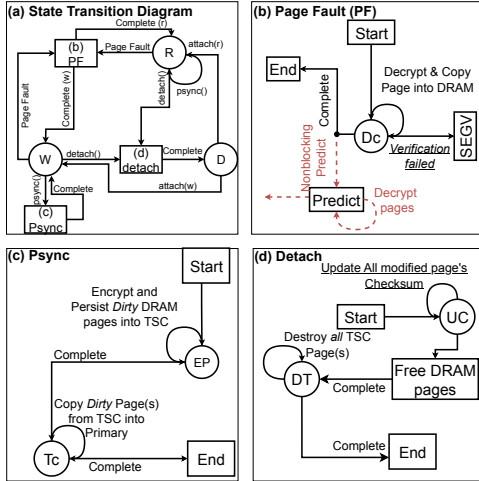 (a) State Transition Diagram
Complete (r)
(b)
PF
Page Fault
R
attach(r)
psync()
detach()
Page Fault
Complete (w)
W
detach()
(d)
detach
Complete
D
attach(w)
psync()
Complete
(c)
Psync
(b) Page Fault (PF)
Start
End
Decrypt & Copy
Page into DRAM
Complete
Dc
SEGV
Verification
failed
Nonblocking
Predict
Predict
Decrypt
pages
(c) Psync
Start
Encrypt and
Persist Dirty DRAM
pages into TSC
EP
Complete
Copy Dirty Page(s)
from TSC into
Primary
Tc
Complete
End
(d) Detach
Update All modified page's
Checksum
Start
UC
Destroy all TSC
Page(s)
DT
Complete
Free DRAM
pages
Complete
End